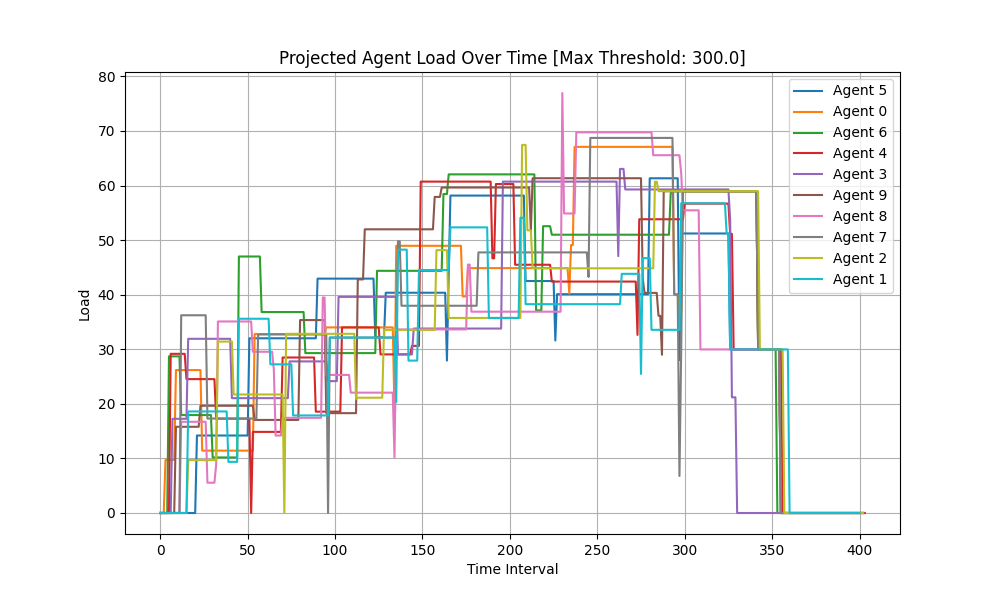 Projected Agent Load Over Time [Max Threshold: 300.0]
Load
80
70
60
50
40
30
20
10
0
0 50 100 150 200 250 300 350 400
Time Interval
Agent 5
Agent 0
Agent 6
Agent 4
Agent 3
Agent 9
Agent 8
Agent 7
Agent 2
Agent 1